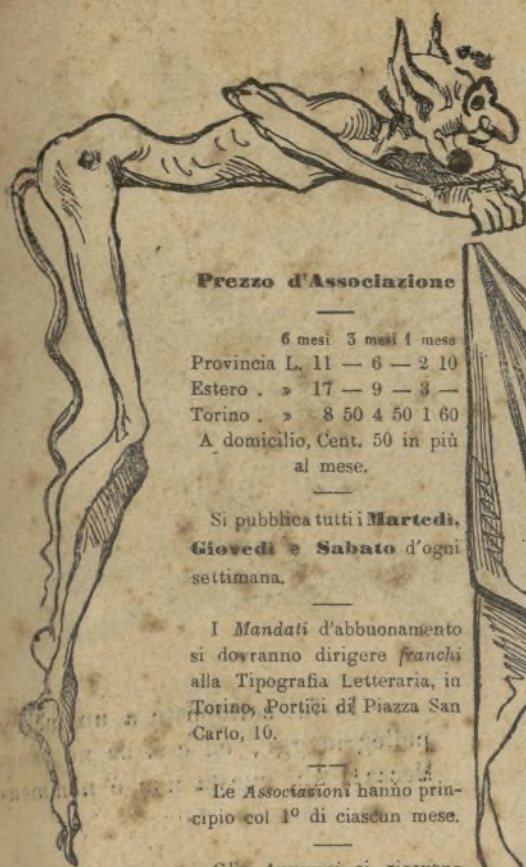 Prezzo d'Associazione
6 mesi 3 mesi 1 mese
Provincia L. 11 — 6 — 2 10
Estero . » 17 — 9 — 3 —
Torino . » 8 50 4 50 1 60
A domicilio, Cent. 50 in più
al mese.
Si pubblica tutti i Martedì,
Giovedì e Sabato d'ogni
settimana.
I Mandati d'abbuonamento
si dovranno dirigere franchi
alla Tipografia Letteraria, in
Torino, Portici di Piazza San
Carlo, 10.
Le Associazioni hanno prin-
cipio col 1º di ciascun mese.